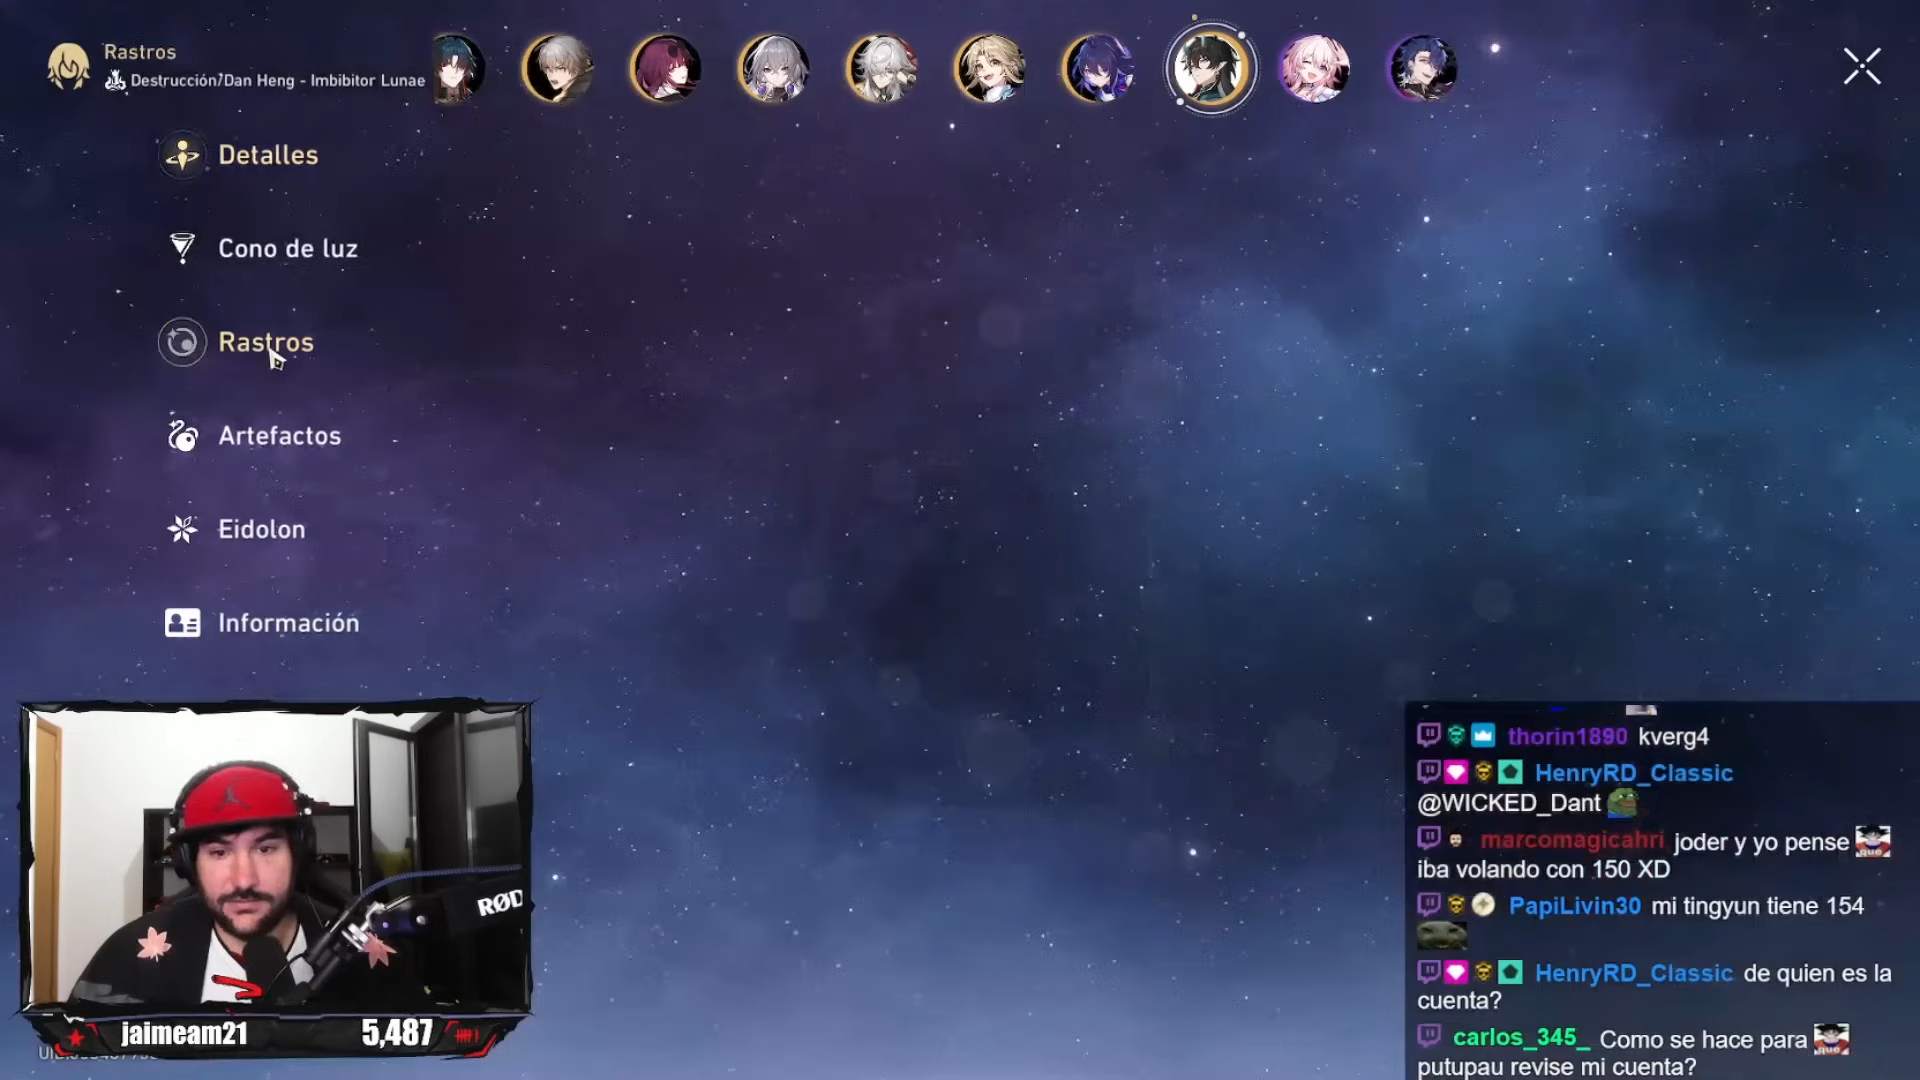 Rastros
Destrucción/Dan Heng - Imbibitor Lunae
Detalles
Cono de luz
Rastros
Artefactos
Eidolon
Información
RØD
jaimeam21
5,487
thorin1890 kverg4
HenryRD_Classic
@WICKED_Dant
marcomagicahri joder y yo pense
iba volando con 150 XD
PapiLivin30 mi tingyun tiene 154
HenryRD_Classic de quien es la
cuenta?
carlos_345_ Como se hace para
putupau revise mi cuenta?